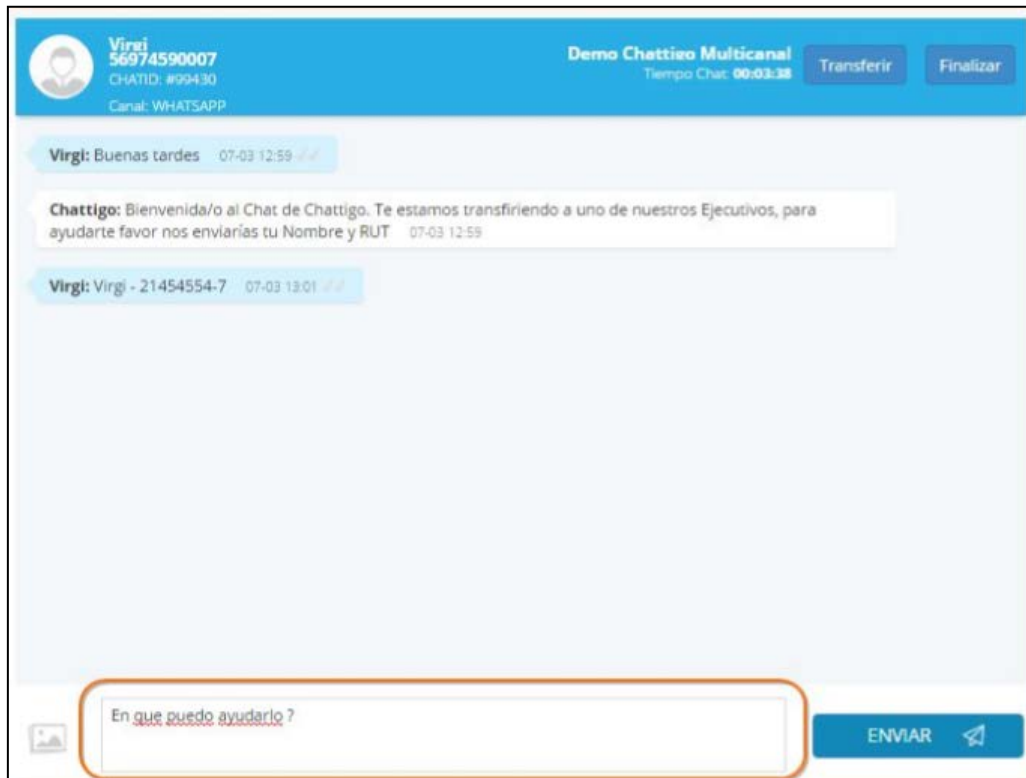 Virgi
56974590007
CHATID: #99430
Canal: WHATSAPP
Demo Chattigo Multicanal
Tiempo Chat: 00:03:38
Transferir
Finalizar
Virgi: Buenas tardes 07-03 12:59
Chattigo: Bienvenida/o al Chat de Chattigo. Te estamos transfiriendo a uno de nuestros Ejecutivos, para
ayudarte favor nos enviarías tu Nombre y RUT 07-03 12:59
Virgi: Virgi - 21454554-7 07-03 13:01
En que puedo ayudarlo ?
ENVIAR